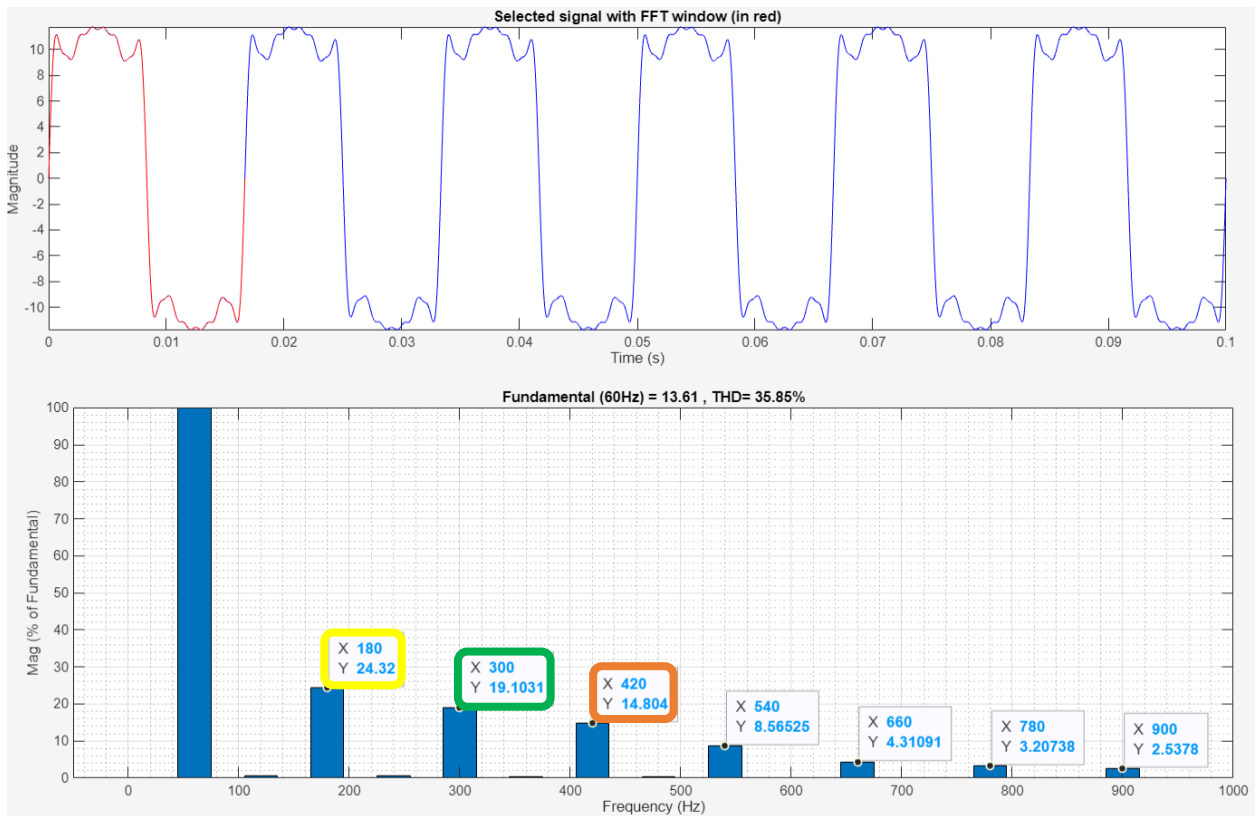 Selected signal with FFT window (in red)
10
8
6
4
2
0
-2
-4
-6
-8
-10
Magnitude
0
0.01
0.02
0.03
0.04
0.05
0.06
0.07
0.08
0.09
0.1
Time (s)
Fundamental (60Hz) = 13.61 , THD= 35.85%
100
90
80
70
60
50
40
30
20
10
0
Mag (% of Fundamental)
X 180
Y 24.32
X 300
Y 19.1031
X 420
Y 14.804
X 540
Y 8.56525
X 660
Y 4.31091
X 780
Y 3.20738
X 900
Y 2.5378
0
100
200
300
400
500
600
700
800
900
1000
Frequency (Hz)